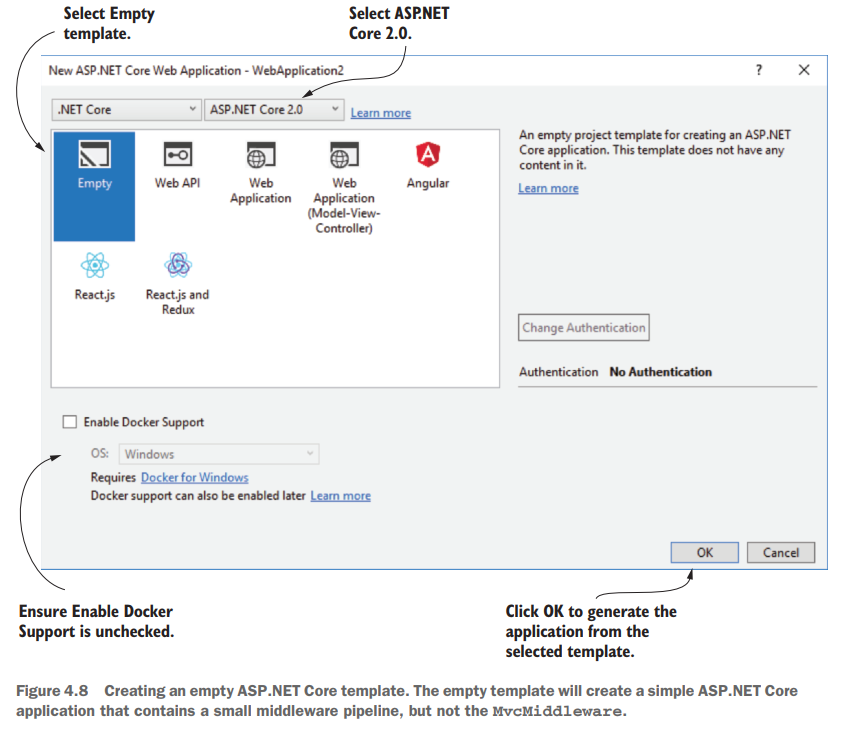 Select Empty
template.
Select ASP.NET
Core 2.0.
New ASP.NET Core Web Application - WebApplication2
?
.NET Core
ASP.NET Core 2.0
Learn more
Empty
Web API
Web
Application
Web
Application
(Model-View-
Controller)
Angular
React.js
React.js and
Redux
An empty project template for creating an ASP.NET
Core application. This template does not have any
content in it.
Learn more
Change Authentication
Authentication No Authentication
Enable Docker Support
OS: Windows
Requires Docker for Windows
Docker support can also be enabled later Learn more
OK
Cancel
Ensure Enable Docker
Support is unchecked.
Click OK to generate the
application from the
selected template.
Figure 4.8 Creating an empty ASP.NET Core template. The empty template will create a simple ASP.NET Core
application that contains a small middleware pipeline, but not the MvcMiddleware.